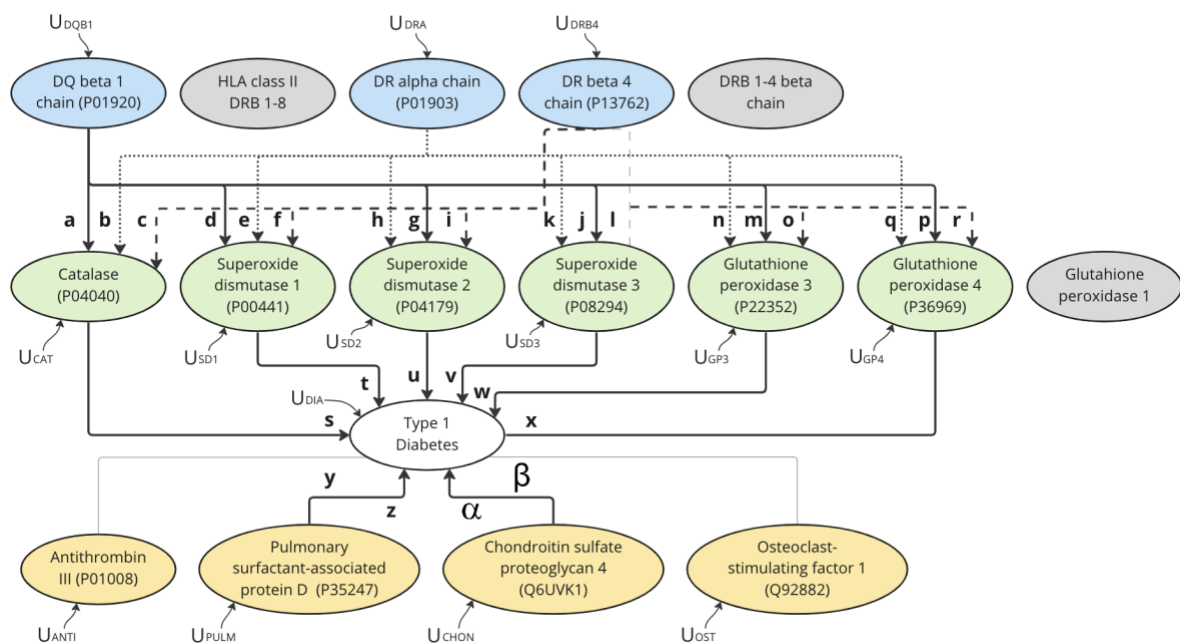 UDQB1
UDRA
UDRB4
DQ beta 1
chain (P01920)
HLA class II
DRB 1-8
DR alpha chain
(P01903)
DR beta 4
chain (P13762)
DRB 1-4 beta
chain
a b c d e f h g i k j l n m o q p r
Catalase
(P04040)
Superoxide
dismutase 1
(P00441)
Superoxide
dismutase 2
(P04179)
Superoxide
dismutase 3
(P08294)
Glutathione
peroxidase 3
(P22352)
Glutathione
peroxidase 4
(P36969)
Glutahione
peroxidase 1
UCAT
USD1
USD2
USD3
UGP3
UGP4
t u v w
UDIA
s
Type 1
Diabetes
x
y z α β
Antithrombin
III (P01008)
Pulmonary
surfactant-associated
protein D (P35247)
Chondroitin sulfate
proteoglycan 4
(Q6UVK1)
Osteoclast-
stimulating factor 1
(Q92882)
UANTI
UPULM
UCHON
UOST